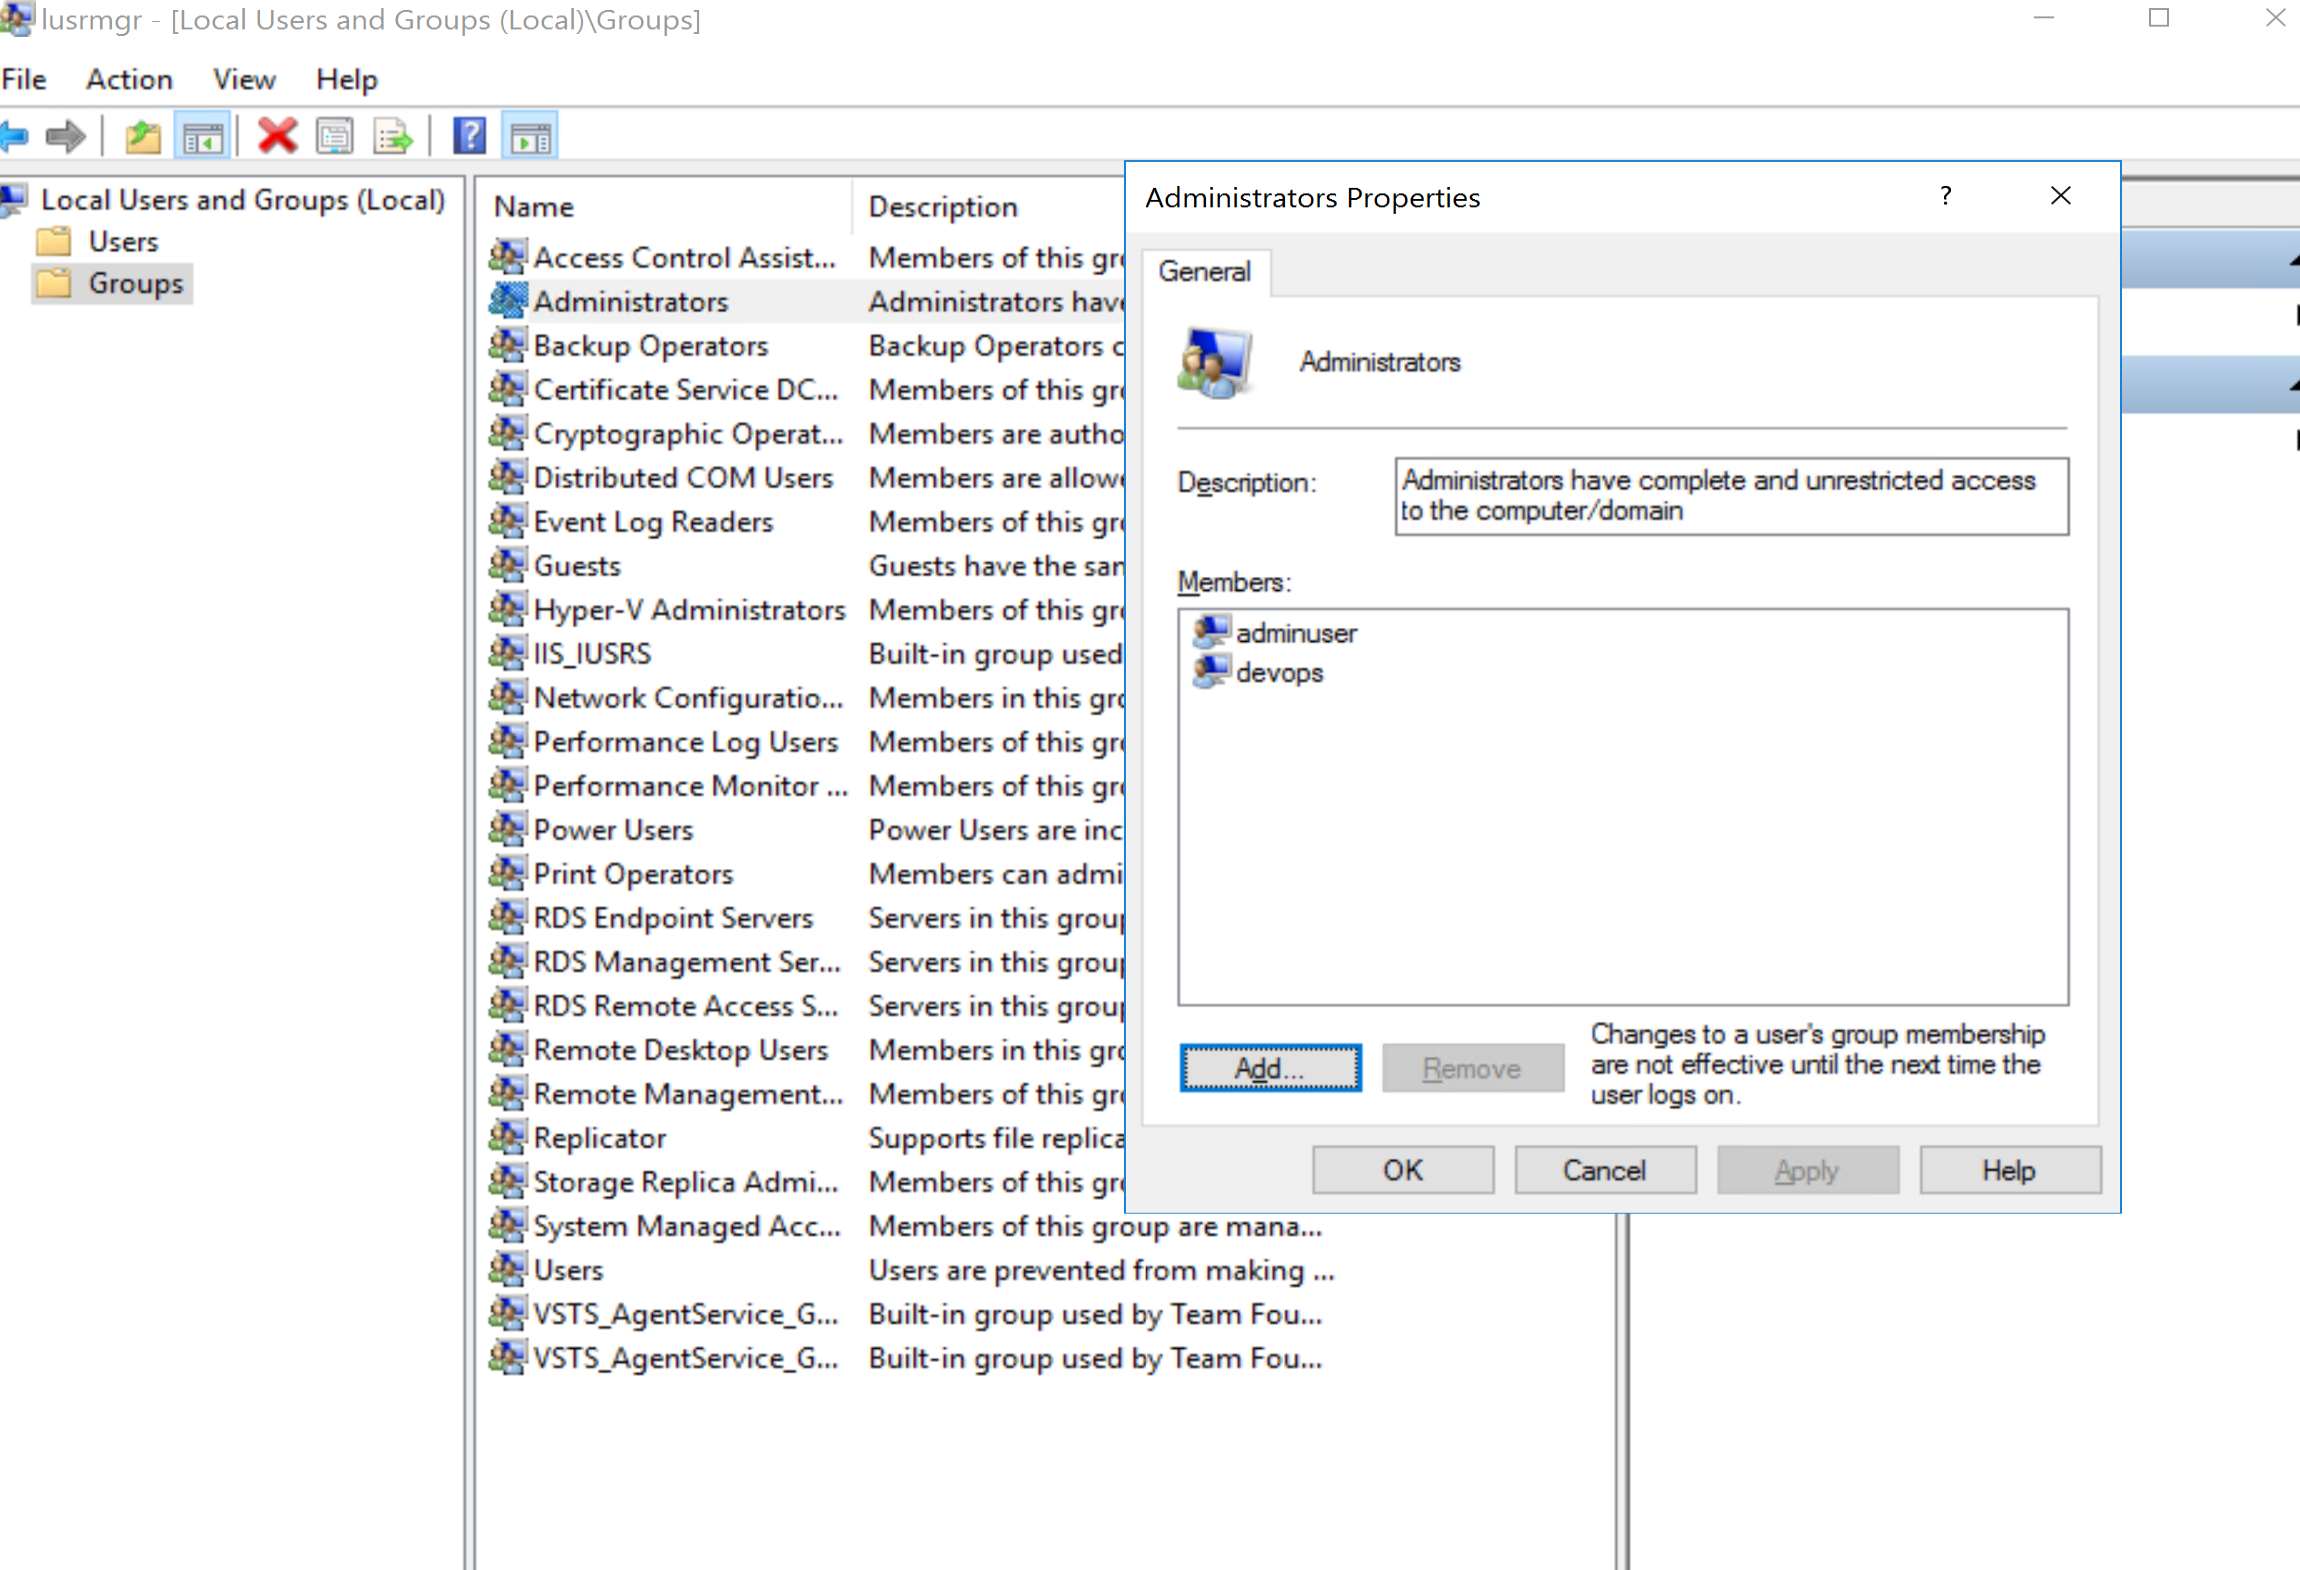 lusrmgr - [Local Users and Groups (Local)\Groups]
File Action View Help
Local Users and Groups (Local)
Users
Groups
Name Description
Access Control Assist... Members of this gr
Administrators Administrators have
Backup Operators Backup Operators c
Certificate Service DC... Members of this gr
Cryptographic Operat... Members are autho
Distributed COM Users Members are allow
Event Log Readers Members of this gr
Guests Guests have the sa
Hyper-V Administrators Members of this gr
IIS_IUSRS Built-in group used
Network Configuratio... Members in this gr
Performance Log Users Members of this gr
Performance Monitor ... Members of this gr
Power Users Power Users are inc
Print Operators Members can admi
RDS Endpoint Servers Servers in this group
RDS Management Ser... Servers in this group
RDS Remote Access S... Servers in this group
Remote Desktop Users Members in this gr
Remote Management... Members of this gr
Replicator Supports file replica
Storage Replica Admi... Members of this gr
System Managed Acc... Members of this group are mana...
Users Users are prevented from making ...
VSTS_AgentService_G... Built-in group used by Team Fou...
VSTS_AgentService_G... Built-in group used by Team Fou...
Administrators Properties ?
General
Administrators
Description: Administrators have complete and unrestricted access
to the computer/domain
Members:
adminuser
devops
Add... Remove
Changes to a user's group membership
are not effective until the next time the
user logs on.
OK Cancel Apply Help